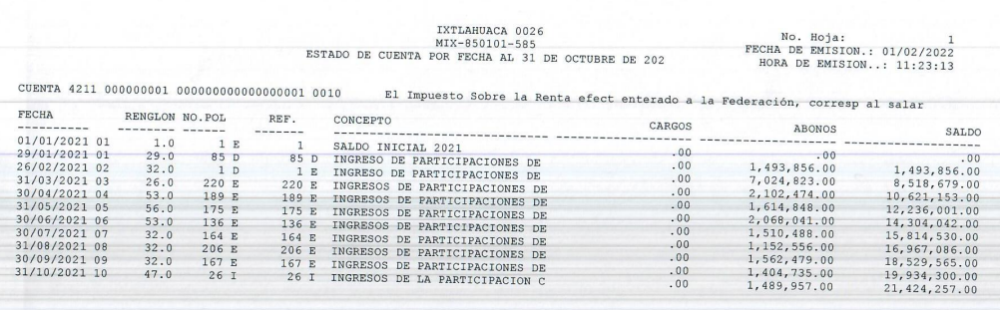 IXTLAHUACA 0026
MIX-850101-585
ESTADO DE CUENTA POR FECHA AL 31 DE OCTUBRE DE 202
No. Hoja: 1
FECHA DE EMISION.: 01/02/2022
HORA DE EMISION..: 11:23:13
CUENTA 4211 000000001 000000000000000000001 0010 El Impuesto Sobre la Renta efect enterado a la Federación, corresp al salar
FECHA RENGLON NO.POL REF. CONCEPTO CARGOS ABONOS SALDO
01/01/2021 01 1.0 1 E 1 SALDO INICIAL 2021 .00 .00 .00
29/01/2021 01 29.0 85 D 85 D INGRESO DE PARTICIPACIONES DE .00 1,493,856.00 1,493,856.00
26/02/2021 02 32.0 1 D 1 E INGRESO DE PARTICIPACIONES DE .00 7,024,823.00 8,518,679.00
31/03/2021 03 26.0 220 E 220 E INGRESOS DE PARTICIPACIONES DE .00 2,102,474.00 10,621,153.00
30/04/2021 04 53.0 189 E 189 E INGRESOS DE PARTICIPACIONES DE .00 1,614,848.00 12,236,001.00
31/05/2021 05 56.0 175 E 175 E INGRESOS DE PARTICIPACIONES DE .00 2,068,041.00 14,304,042.00
30/06/2021 06 53.0 136 E 136 E INGRESOS DE PARTICIPACIONES DE .00 1,510,488.00 15,814,530.00
30/07/2021 07 32.0 164 E 164 E INGRESOS DE PARTICIPACIONES DE .00 1,152,556.00 16,967,086.00
31/08/2021 08 32.0 206 E 206 E INGRESOS DE PARTICIPACIONES DE .00 1,562,479.00 18,529,565.00
30/09/2021 09 32.0 167 E 167 E INGRESOS DE PARTICIPACIONES DE .00 1,404,735.00 19,934,300.00
31/10/2021 10 47.0 26 I 26 I INGRESOS DE LA PARTICIPACION C .00 1,489,957.00 21,424,257.00